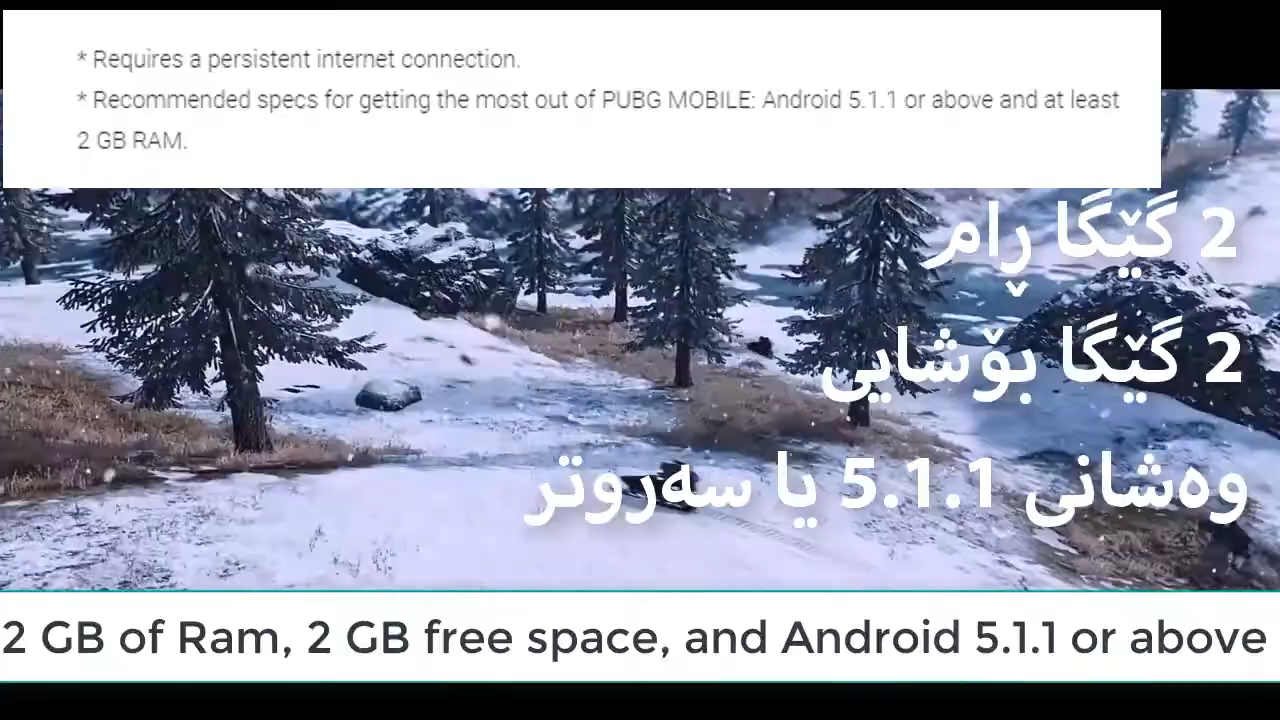 * Requires a persistent internet connection.
* Recommended specs for getting the most out of PUBG MOBILE: Android 5.1.1 or above and at least
2 GB RAM.
2 گێگا ڕام
2 گێگا بۆشایی
وەشانی 5.1.1 یا سەروتر
2 GB of Ram, 2 GB free space, and Android 5.1.1 or above